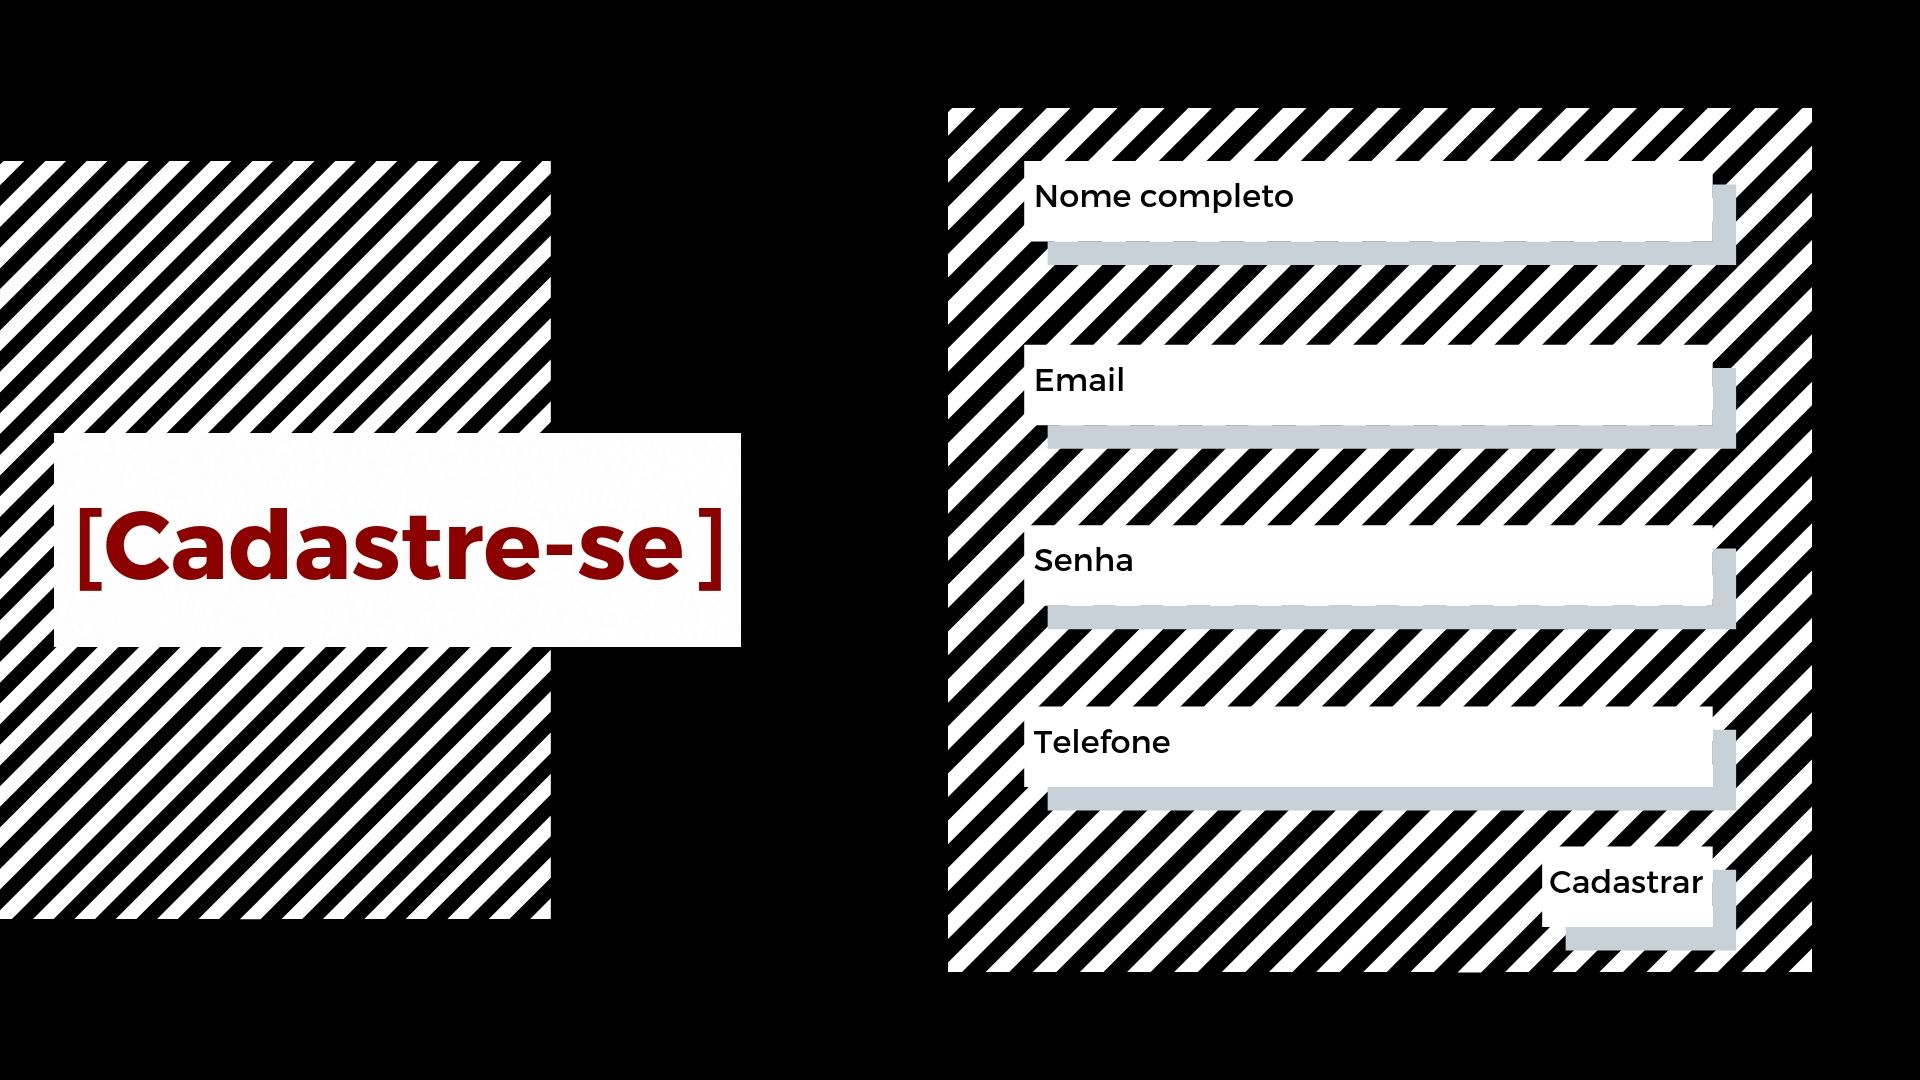 [Cadastre-se]
Nome completo
Email
Senha
Telefone
Cadastrar